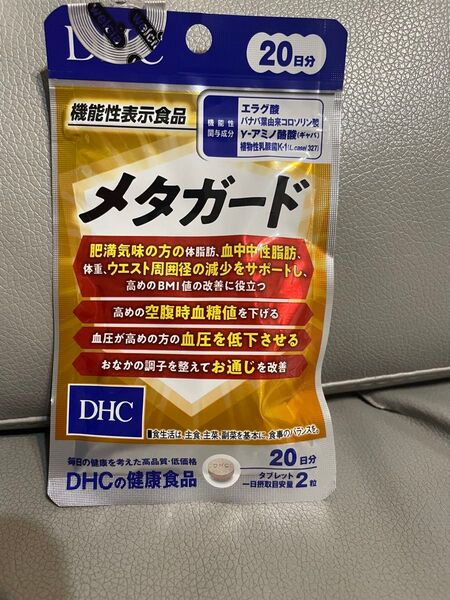 DHC
20日分
機能性表示食品
機能性
関与成分
エラグ酸
バナバ葉由来コロソリン酸
γ-アミノ酪酸(ギャバ)
植物性乳酸菌K-1(L. casei 327)
メタガード
肥満気味の方の体脂肪、血中中性脂肪、
体重、ウエスト周囲径の減少をサポートし、
高めのBMI値の改善に役立つ
高めの空腹時血糖値を下げる
血圧が高めの方の血圧を低下させる
おなかの調子を整えてお通じを改善
DHC
■食生活は、主食、主菜、副菜を基本に、食事のバランスを。
毎日の健康を考えた高品質・低価格
DHCの健康食品
DHC
20日分
タブレット
一日摂取目安量2粒